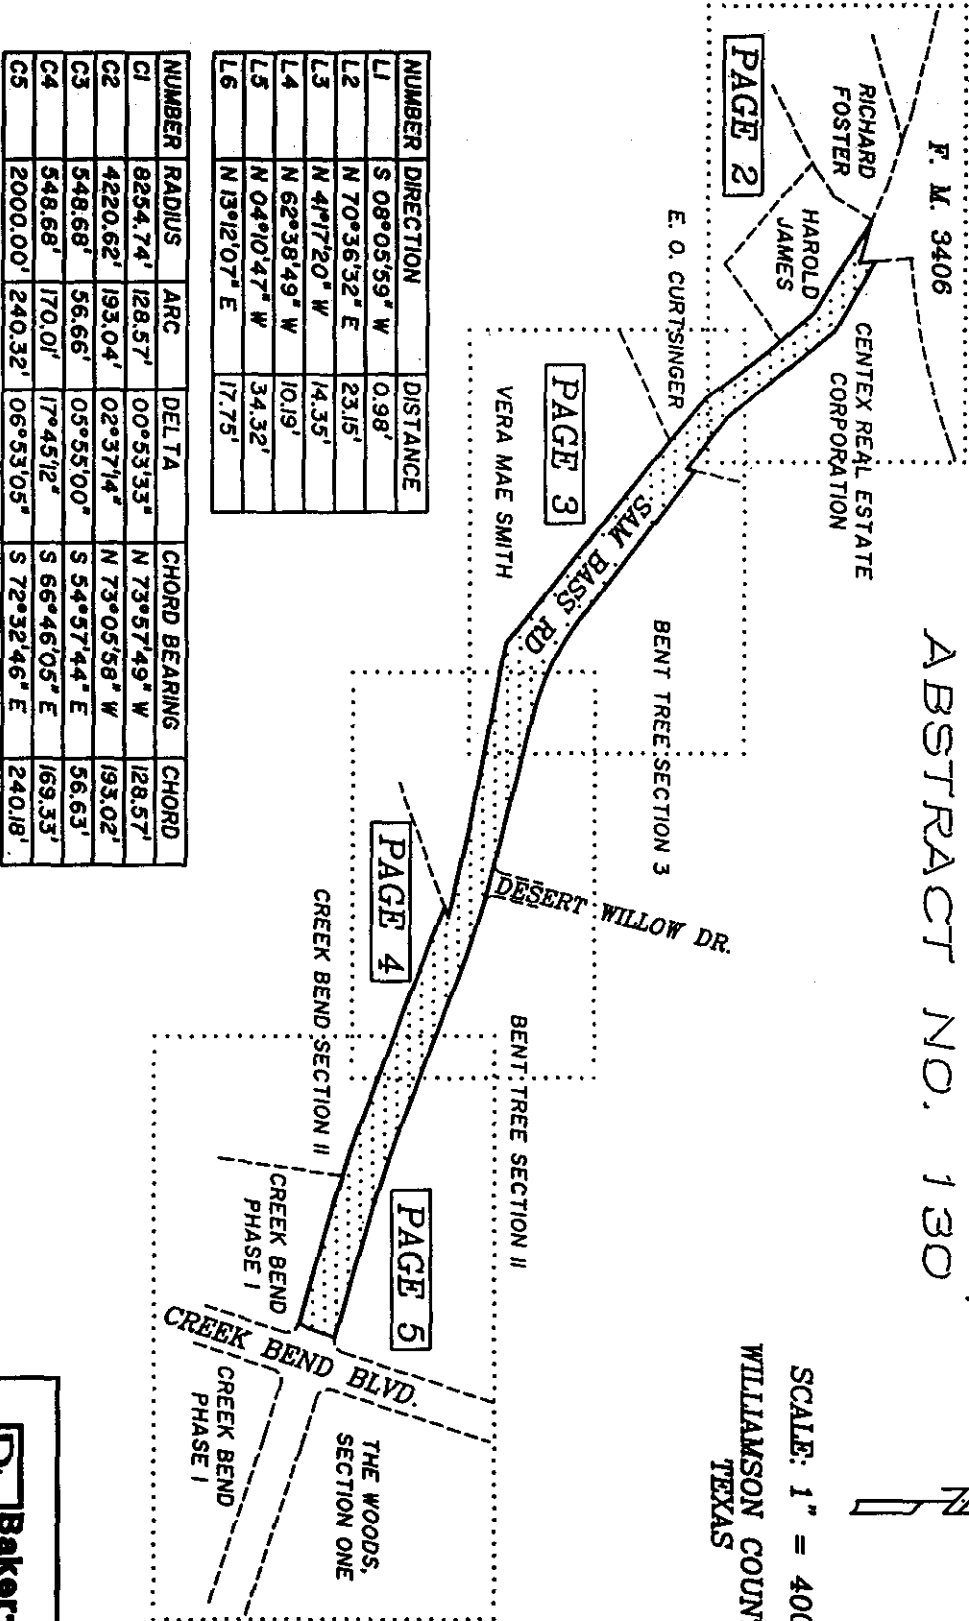 ABSTRACT NO. 130
SCALE: 1" = 400
WILLIAMSON COUN
TEXAS
F. M. 3406
RICHARD
FOSTER
PAGE 2
HAROLD
JAMES
CENTEX REAL ESTATE
CORPORATION
E. O. CURTSINGER
PAGE 3
VERA MAE SMITH
SAM BASS RD
BENT TREE SECTION 3
DESERT WILLOW DR.
PAGE 4
CREEK BEND SECTION II
BENT TREE SECTION II
PAGE 5
CREEK BEND
PHASE I
CREEK BEND BLVD.
CREEK BEND
PHASE I
THE WOODS,
SECTION ONE
NUMBER DIRECTION DISTANCE
L1 S 08°05'59" W 0.98'
L2 N 70°36'32" E 23.15'
L3 N 41°17'20" W 14.35'
L4 N 62°38'49" W 10.19'
L5 N 04°10'47" W 34.32'
L6 N 13°12'07" E 17.75'
NUMBER RADIUS ARC DELTA CHORD BEARING CHORD
C1 8254.74' 128.57' 00°53'33" N 73°57'49" W 128.57'
C2 4220.62' 193.04' 02°37'14" N 73°05'58" W 193.02'
C3 548.68' 56.66' 05°55'00" S 54°57'44" E 56.63'
C4 548.68' 170.01' 17°45'12" S 66°46'05" E 169.33'
C5 2000.00' 240.32' 06°53'05" S 72°32'46" E 240.18'
Baker-